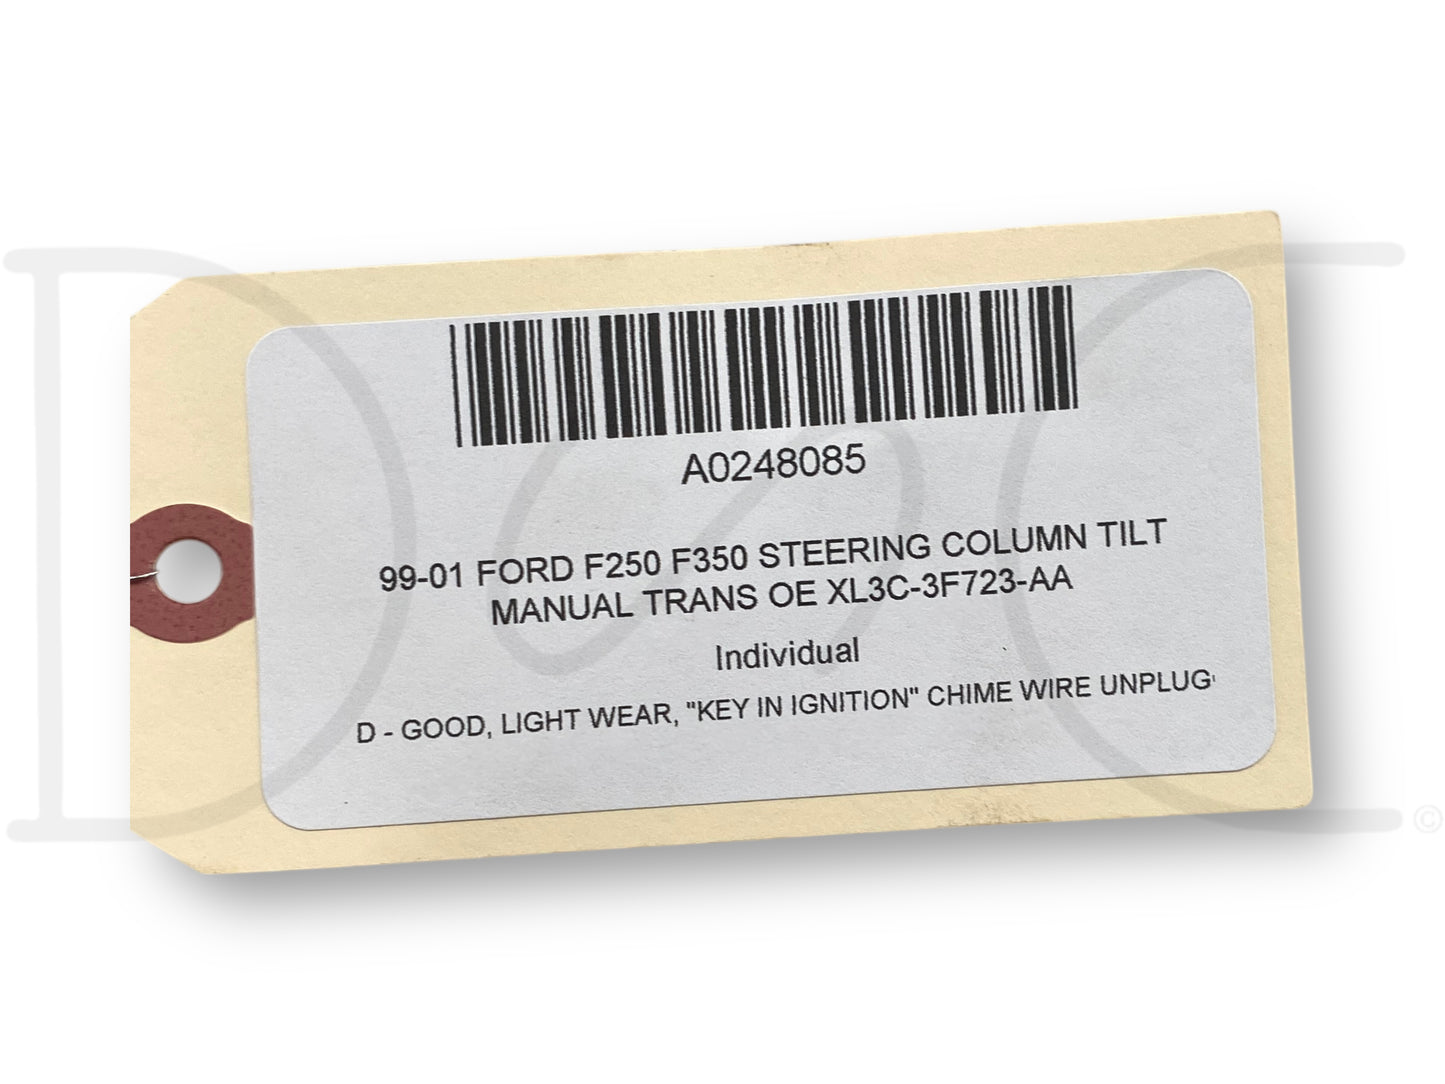 A0248085
99-01 FORD F250 F350 STEERING COLUMN TILT
MANUAL TRANS OE XL3C-3F723-AA
Individual
D - GOOD, LIGHT WEAR, "KEY IN IGNITION" CHIME WIRE UNPLUG
©